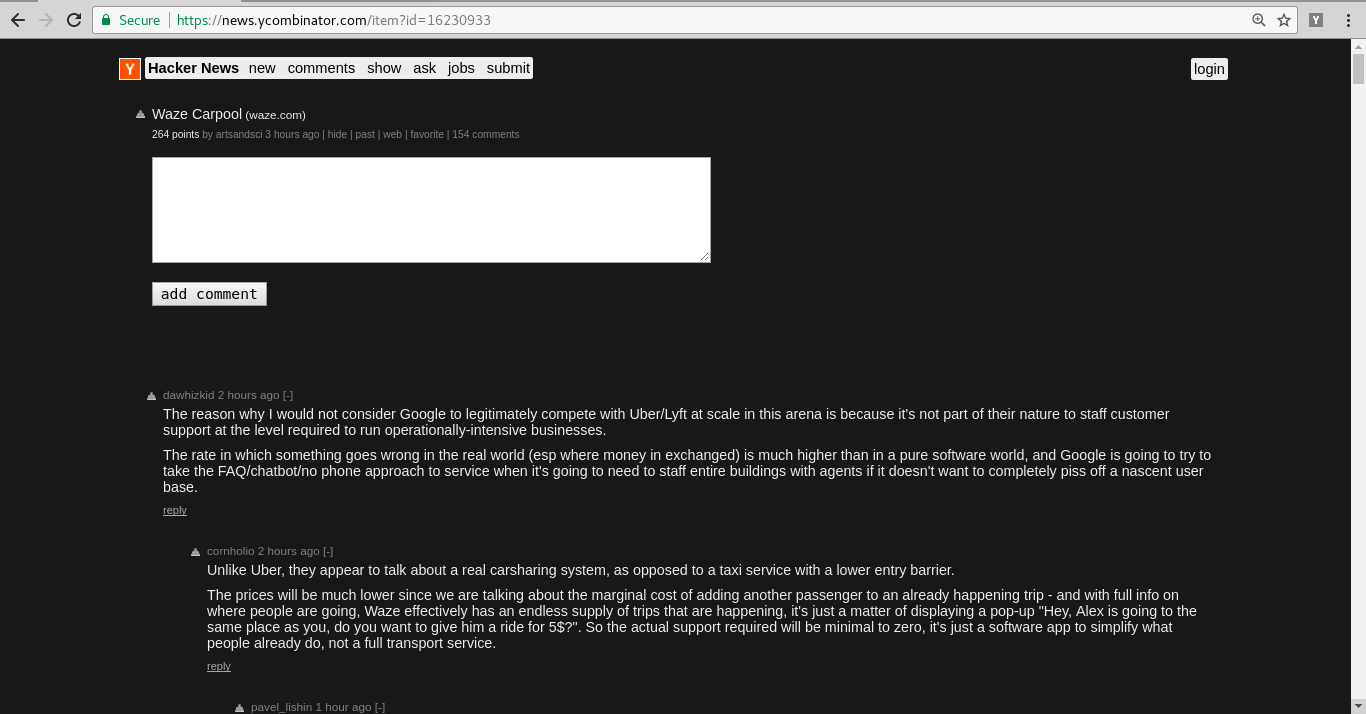 Secure https://news.ycombinator.com/item?id=16230933
Y
Y Hacker News new comments show ask jobs submit login
Waze Carpool (waze.com)
264 points by artsandsci 3 hours ago | hide | past | web | favorite | 154 comments
add comment
dawhizkid 2 hours ago [-]
The reason why I would not consider Google to legitimately compete with Uber/Lyft at scale in this arena is because it's not part of their nature to staff customer
support at the level required to run operationally-intensive businesses.
The rate in which something goes wrong in the real world (esp where money in exchanged) is much higher than in a pure software world, and Google is going to try to
take the FAQ/chatbot/no phone approach to service when it's going to need to staff entire buildings with agents if it doesn't want to completely piss off a nascent user
base.
reply
cornholio 2 hours ago [-]
Unlike Uber, they appear to talk about a real carsharing system, as opposed to a taxi service with a lower entry barrier.
The prices will be much lower since we are talking about the marginal cost of adding another passenger to an already happening trip - and with full info on
where people are going, Waze effectively has an endless supply of trips that are happening, it's just a matter of displaying a pop-up "Hey, Alex is going to the
same place as you, do you want to give him a ride for 5$?". So the actual support required will be minimal to zero, it's just a software app to simplify what
people already do, not a full transport service.
reply
pavel_lishin 1 hour ago [-]